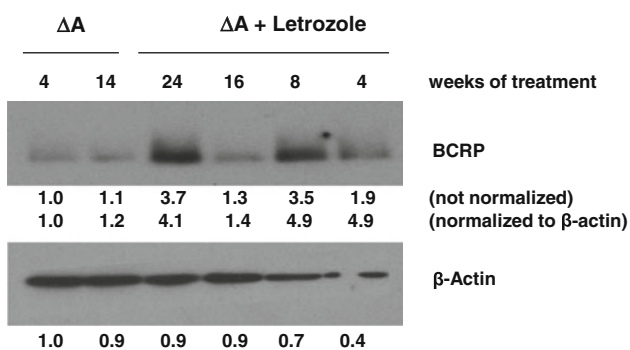 ΔA ΔA + Letrozole
4 14 24 16 8 4 weeks of treatment
BCRP
1.0 1.1 3.7 1.3 3.5 1.9 (not normalized)
1.0 1.2 4.1 1.4 4.9 4.9 (normalized to β-actin)
β-Actin
1.0 0.9 0.9 0.9 0.7 0.4